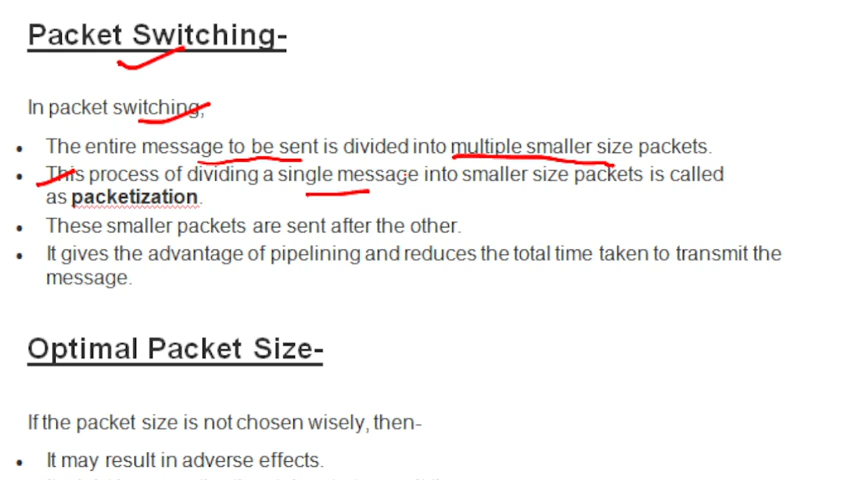 Packet Switching-
In packet switching,
• The entire message to be sent is divided into multiple smaller size packets.
• This process of dividing a single message into smaller size packets is called
as packetization.
• These smaller packets are sent after the other.
• It gives the advantage of pipelining and reduces the total time taken to transmit the
message.
Optimal Packet Size-
If the packet size is not chosen wisely, then-
• It may result in adverse effects.